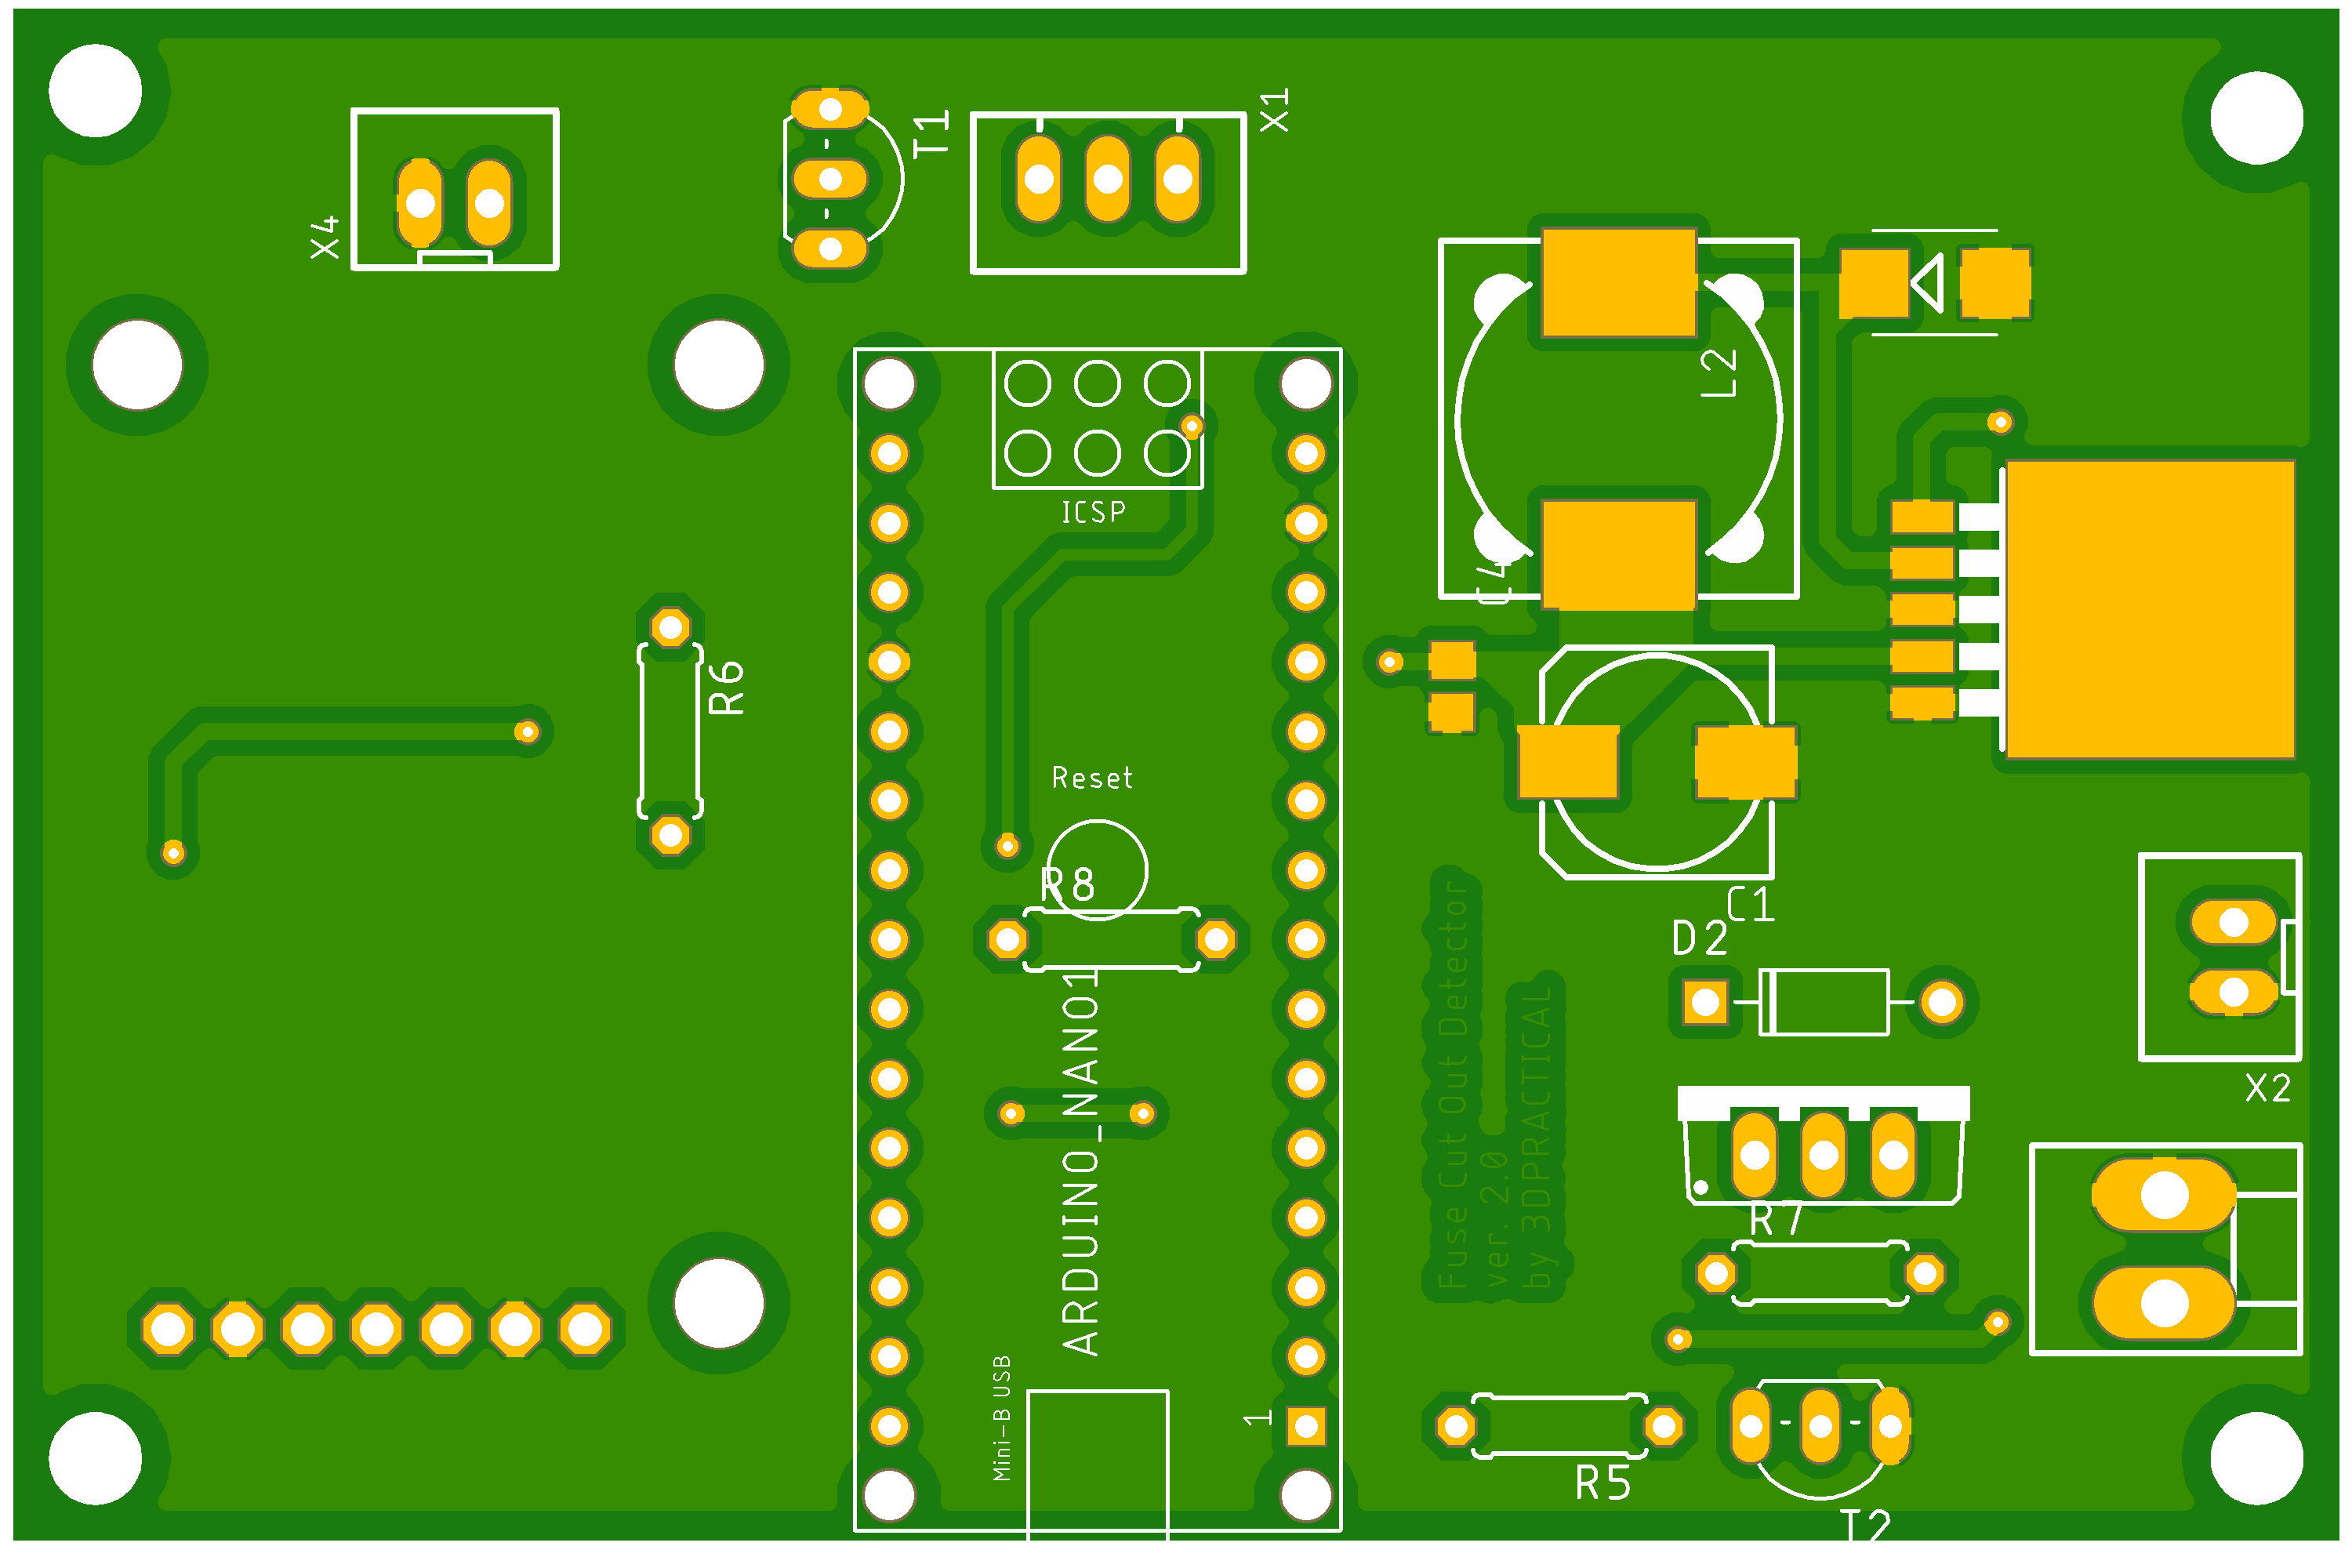 X4
T1
X1
L2
ICSP
C4
R6
Reset
R8
C1
D2
ARDUINO_NANO1
Fuse Cut Out Detector
ver. 2.0
by 3DPRACTICAL
X2
R7
Mini-B USB
1
R5
T2